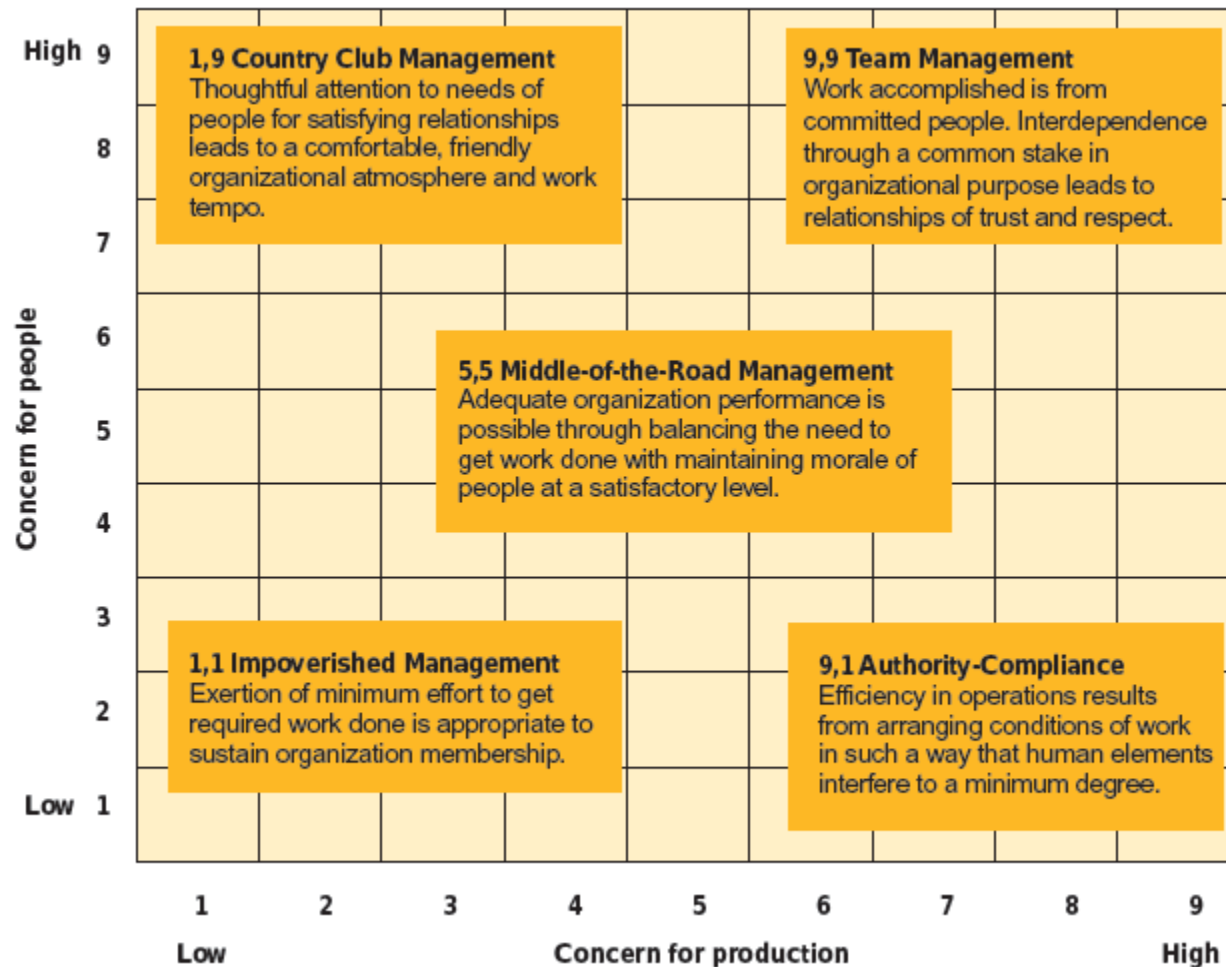 High 9
1,9 Country Club Management
Thoughtful attention to needs of
people for satisfying relationships
leads to a comfortable, friendly
organizational atmosphere and work
tempo.
9,9 Team Management
Work accomplished is from
committed people. Interdependence
through a common stake in
organizational purpose leads to
relationships of trust and respect.
8
7
Concern for people
6
5,5 Middle-of-the-Road Management
Adequate organization performance is
possible through balancing the need to
get work done with maintaining morale of
people at a satisfactory level.
5
4
3
1,1 Impoverished Management
Exertion of minimum effort to get
required work done is appropriate to
sustain organization membership.
9,1 Authority-Compliance
Efficiency in operations results
from arranging conditions of work
in such a way that human elements
interfere to a minimum degree.
2
Low 1
1 2 3 4 5 6 7 8 9
Low Concern for production High